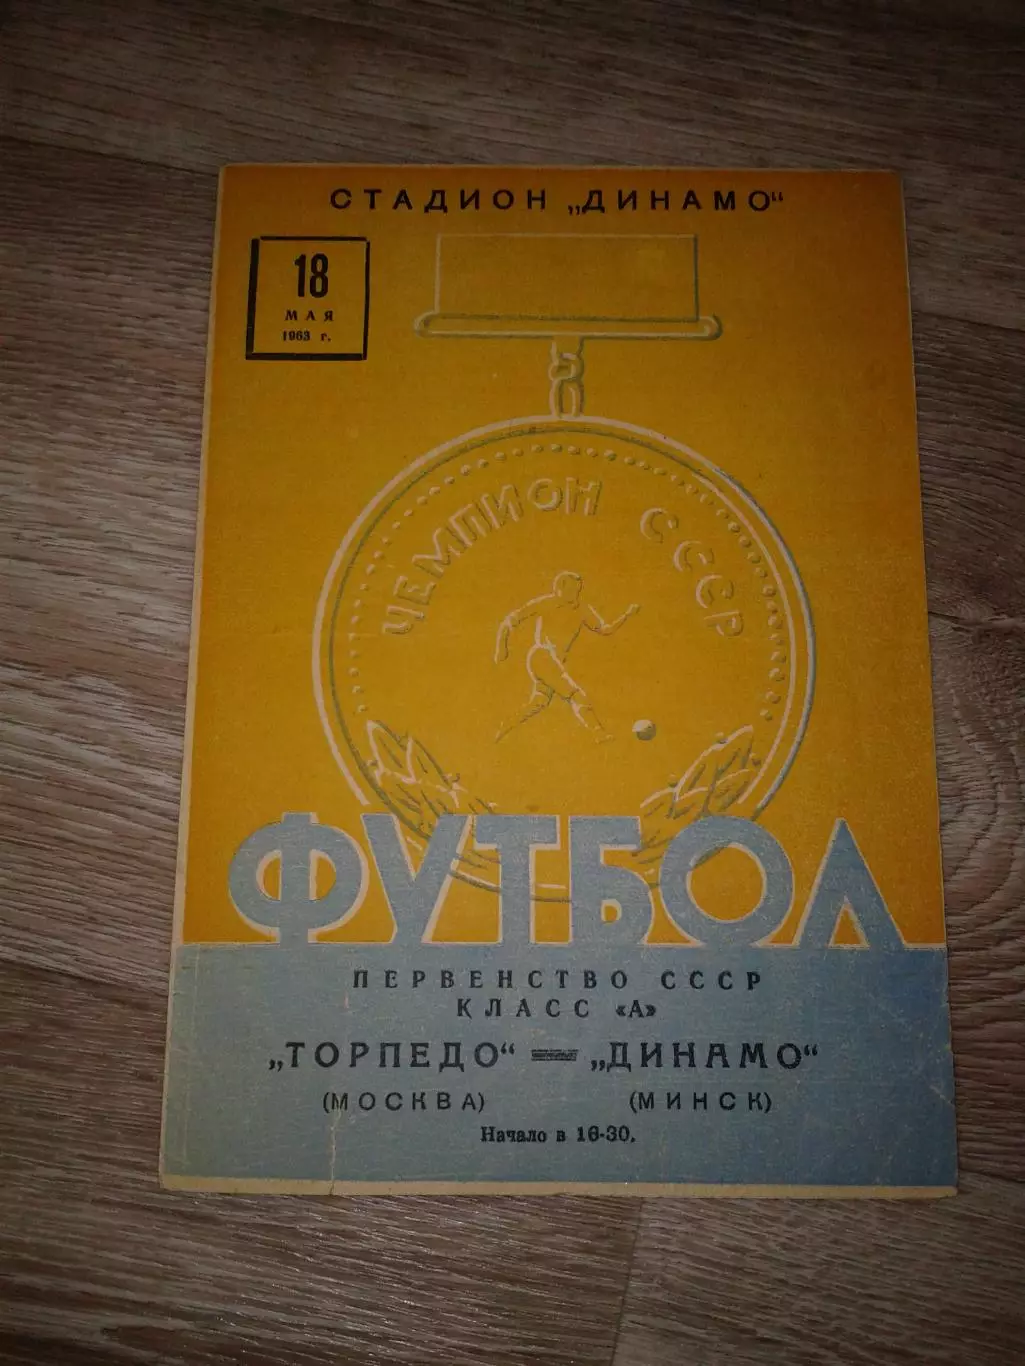 СТАДИОН „ДИНАМО“
18
МАЯ
1963 г.
ЧЕМПИОН СССР
ФУТБОЛ
ПЕРВЕНСТВО СССР
КЛАСС «А»
„ТОРПЕДО“ — „ДИНАМО“
(МОСКВА) (МИНСК)
Начало в 16-30.